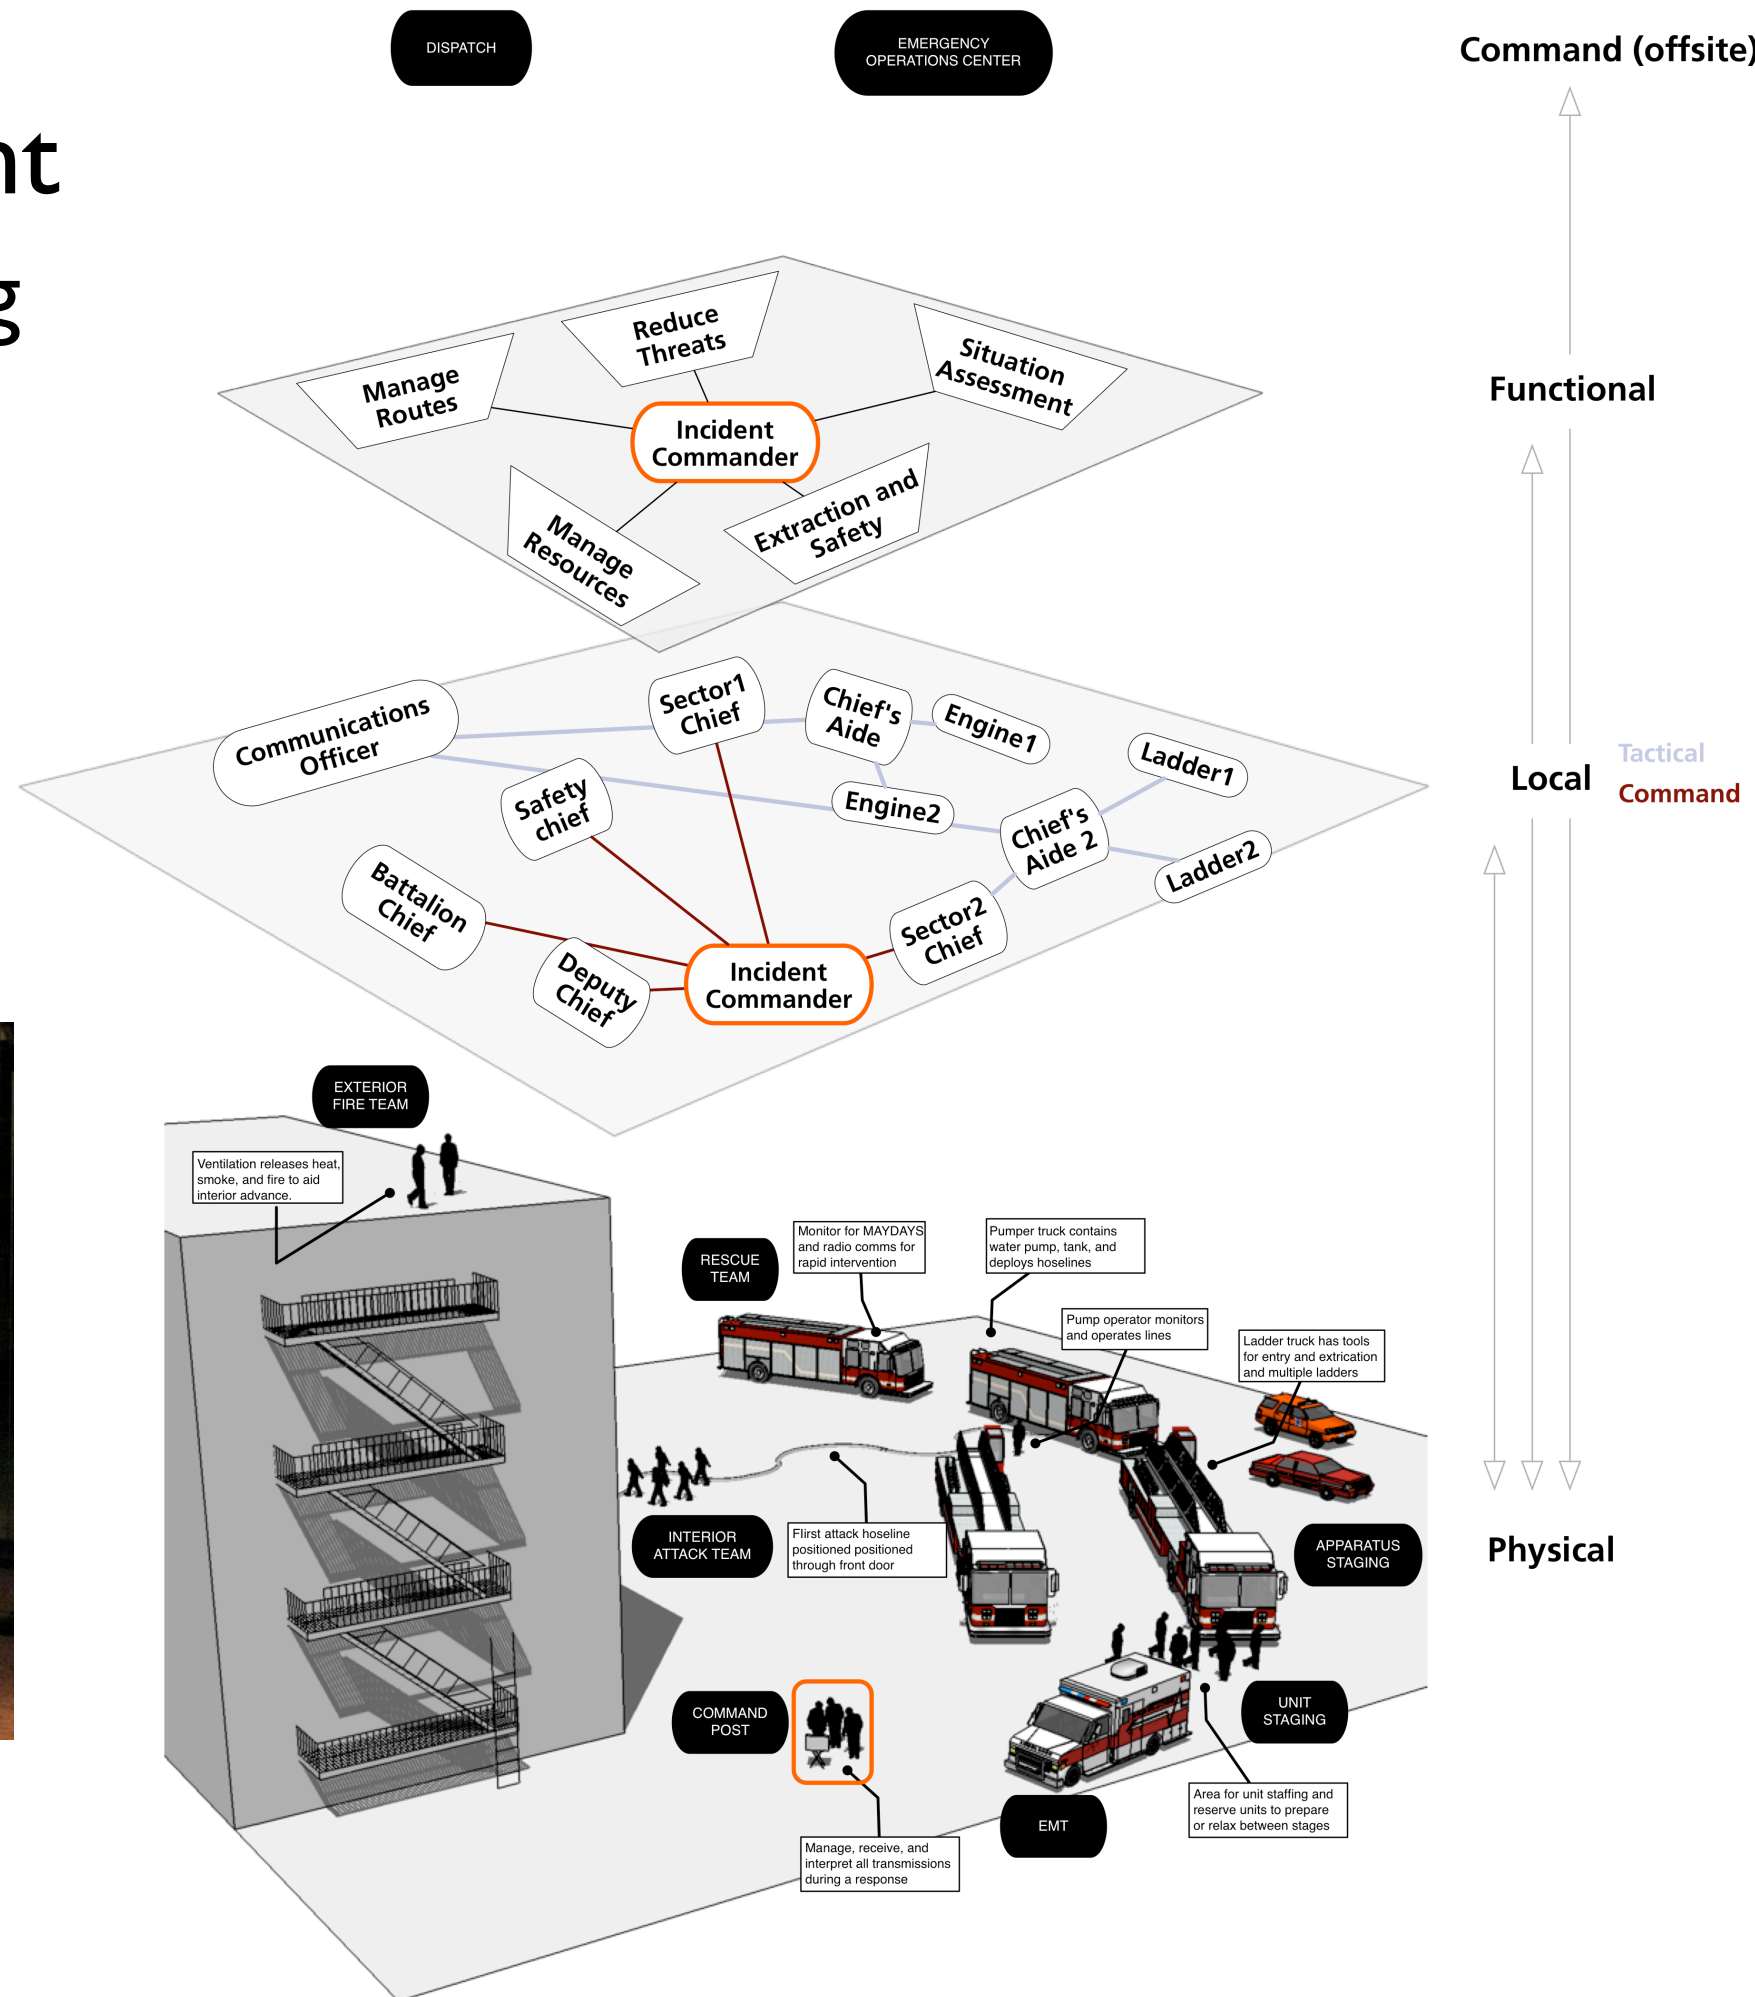 DISPATCH
EMERGENCY
OPERATIONS CENTER
Command (offsite)
nt
g
Reduce
Threats
Situation
Assessment
Manage
Routes
Functional
Incident
Commander
Extraction and
Safety
Manage
Resources
Sector1
Chief
Chief's
Aide
Engine1
Communications
Officer
Ladder1
Tactical
Local
Command
Safety
chief
Engine2
Chief's
Aide 2
Ladder2
Battalion
Chief
Sector2
Chief
Deputy
Chief
Incident
Commander
EXTERIOR
FIRE TEAM
Ventilation releases heat,
smoke, and fire to aid
interior advance.
RESCUE
TEAM
Monitor for MAYDAYS
and radio comms for
rapid intervention
Pumper truck contains
water pump, tank, and
deploys hoselines
Pump operator monitors
and operates lines
Ladder truck has tools
for entry and extrication
and multiple ladders
INTERIOR
ATTACK TEAM
FIirst attack hoseline
positioned positioned
through front door
APPARATUS
STAGING
Physical
COMMAND
POST
UNIT
STAGING
EMT
Area for unit staffing and
reserve units to prepare
or relax between stages
Manage, receive, and
interpret all transmissions
during a response